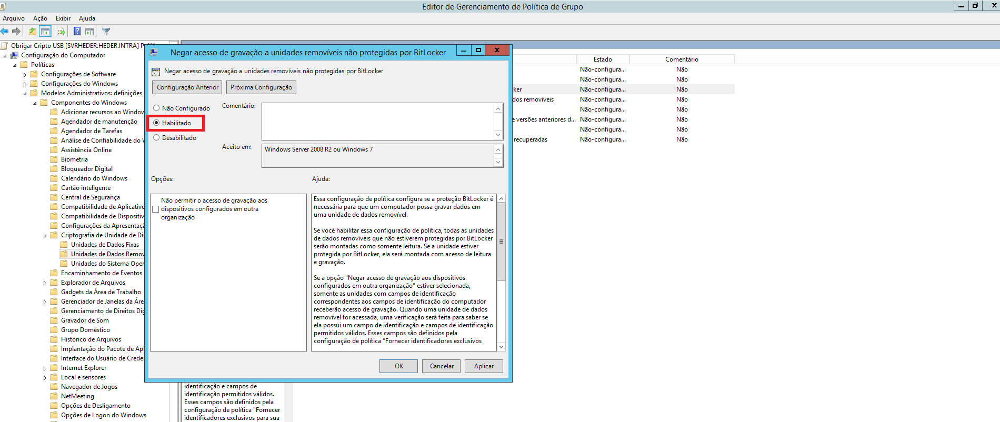 Editor de Gerenciamento de Política de Grupo
Arquivo Ação Exibir Ajuda
Obrigar Cripto USB [SVRHEDER.HEDER.INTRA]
Configuração do Computador
Políticas
Configurações de Software
Configurações do Windows
Modelos Administrativos: definições
Componentes do Windows
Adicionar recursos ao Window
Agendador de manutenção
Agendador de Tarefas
Análise de Confiabilidade do
Assistência Online
Biometria
Bloqueador Digital
Calendário do Windows
Cartão inteligente
Central de Segurança
Compatibilidade de Aplicativo
Compatibilidade de Dispositiv
Configurações da Apresentaçã
Criptografia de Unidade de Dis
Unidades de Dados Fixas
Unidades de Dados Remov
Unidades do Sistema Oper
Encaminhamento de Eventos
Explorador de Arquivos
Gadgets da Área de Trabalho
Gerenciador de Janelas da Áre
Gerenciamento de Direitos Dig
Gravador de Som
Grupo Doméstico
Histórico de Arquivos
Implantação do Pacote de Apl
Interface do Usuário de Creder
Internet Explorer
Local e sensores
Navegador de Jogos
NetMeeting
Opções de Desligamento
Opções de Logon do Windows
Negar acesso de gravação a unidades removíveis não protegidas por BitLocker
Negar acesso de gravação a unidades removíveis não protegidas por BitLocker
Configuração Anterior Próxima Configuração
Não Configurado
Habilitado
Desabilitado
Comentário:
Aceito em:
Windows Server 2008 R2 ou Windows 7
Opções:
Ajuda:
Não permitir o acesso de gravação aos
dispositivos configurados em outra
organização
Essa configuração de política configura se a proteção BitLocker é
necessária para que um computador possa gravar dados em
uma unidade de dados removível.
Se você habilitar essa configuração de política, todas as unidades
de dados removíveis que não estiverem protegidas por BitLocker
serão montadas como somente leitura. Se a unidade estiver
protegida por BitLocker, ela será montada com acesso de leitura
e gravação.
Se a opção "Negar acesso de gravação aos dispositivos
configurados em outra organização" estiver selecionada,
somente as unidades com campos de identificação
correspondentes aos campos de identificação do computador
receberão acesso de gravação. Quando uma unidade de dados
removível for acessada, uma verificação será feita para saber se
ela possui um campo de identificação e campos de identificação
permitidos válidos. Esses campos são definidos pela
configuração de política "Fornecer identificadores exclusivos
OK Cancelar Aplicar
Estado Comentário
Não-configura... Não
Não-configura... Não
cker Não-configura... Não
dos removíveis Não-configura... Não
Não-configura... Não
e versões anteriores d... Não-configura... Não
Não-configura... Não
recuperadas Não-configura... Não
identificação e campos de
identificação permitidos válidos.
Esses campos são definidos pela
configuração de política "Fornecer
identificadores exclusivos para sua